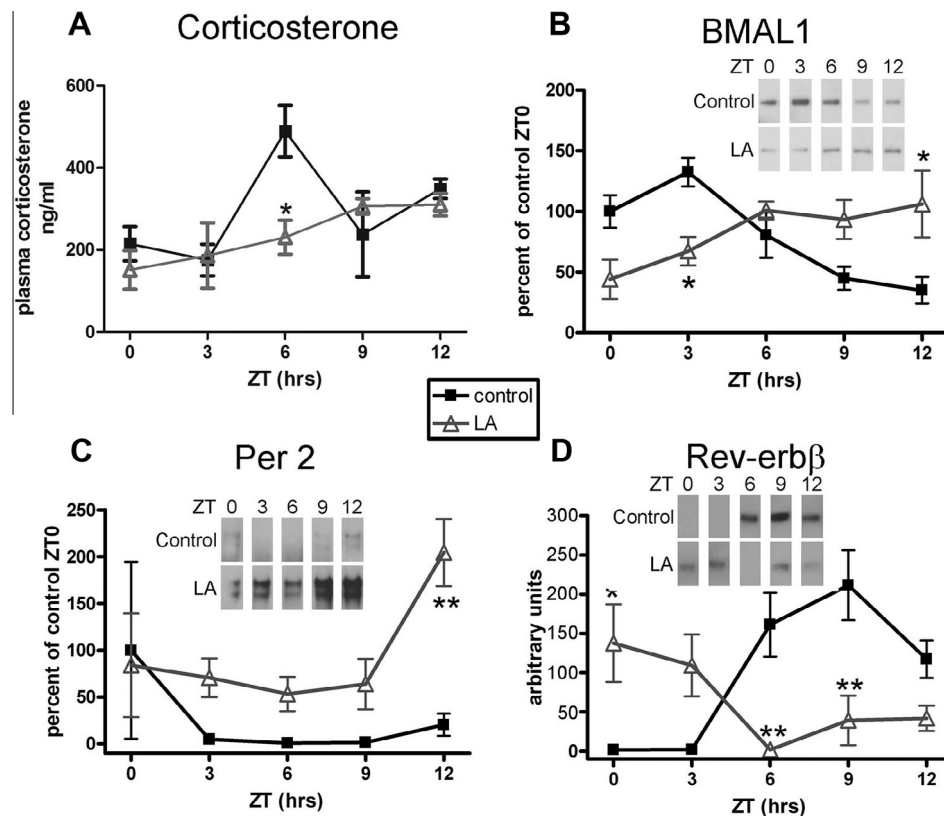 A
Corticosterone
plasma corticosterone
ng/ml
600
400
200
0
0 3 6 9 12
*
ZT (hrs)
B
BMAL1
ZT 0 3 6 9 12
Control
LA
percent of control ZT0
200
150
100
50
0
*
*
0 3 6 9 12
ZT (hrs)
control
LA
C
Per 2
ZT 0 3 6 9 12
Control
LA
percent of control ZT0
250
200
150
100
50
0
**
0 3 6 9 12
ZT (hrs)
D
Rev-erbβ
ZT
0 3 6 9 12
Control
LA
arbitrary units
300
250
200
150
100
50
0
*
**
**
0 3 6 9 12
ZT (hrs)